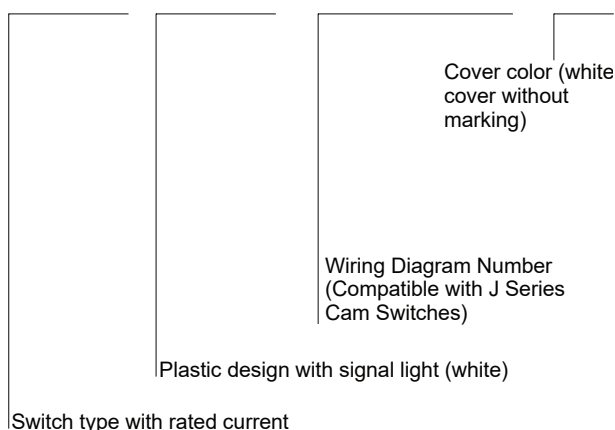 Cover color (white
cover without
marking)
Wiring Diagram Number
(Compatible with J Series
Cam Switches)
Plastic design with signal light (white)
Switch type with rated current